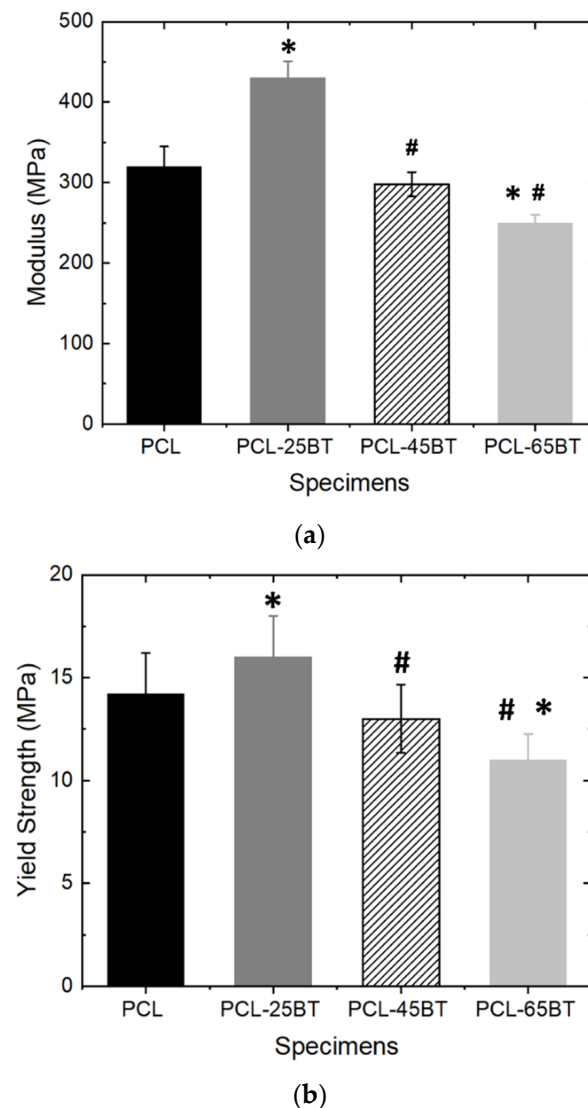 500
*
400
#
300
* #
200
100
0
Modulus (MPa)
PCL PCL-25BT PCL-45BT PCL-65BT
Specimens
(a)
20
*
#
15
# *
10
5
0
Yield Strength (MPa)
PCL PCL-25BT PCL-45BT PCL-65BT
Specimens
(b)